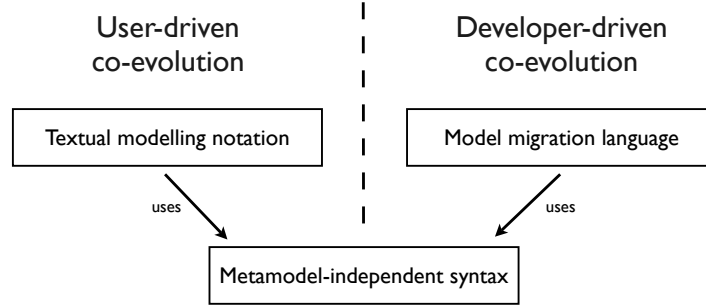 User-driven
co-evolution
Developer-driven
co-evolution
Textual modelling notation
Model migration language
uses
uses
Metamodel-independent syntax